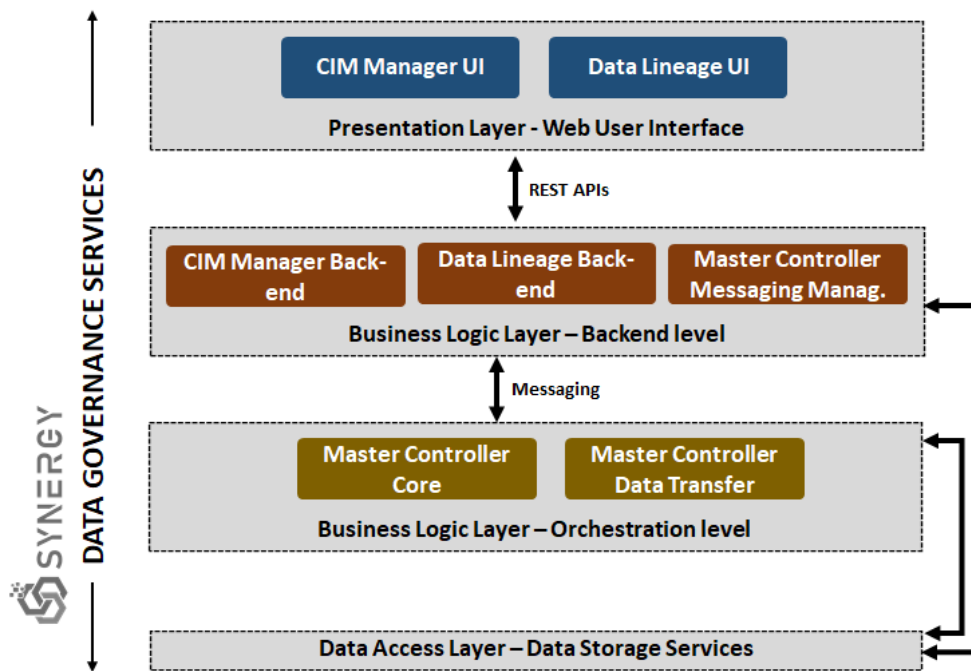 CIM Manager UI
Data Lineage UI
Presentation Layer - Web User Interface
REST APIs
CIM Manager Back-
end
Data Lineage Back-
end
Master Controller
Messaging Manag.
Business Logic Layer – Backend level
Messaging
Master Controller
Core
Master Controller
Data Transfer
Business Logic Layer – Orchestration level
Data Access Layer – Data Storage Services
DATA GOVERNANCE SERVICES
SYNERGY